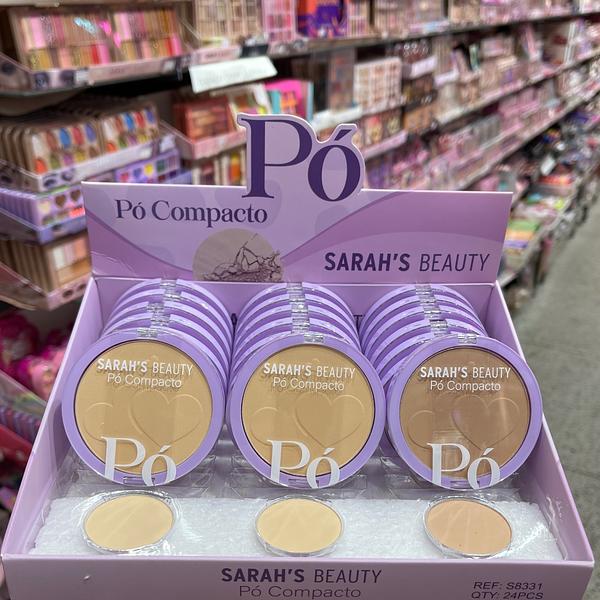 Pó
Pó Compacto
SARAH'S BEAUTY
SARAH'S BEAUTY
Pó Compacto
Pó
SARAH'S BEAUTY
Pó Compacto
Pó
SARAH'S BEAUTY
Pó Compacto
Pó
SARAH'S BEAUTY
Pó Compacto
REF: S8331
QTY: 24PCS